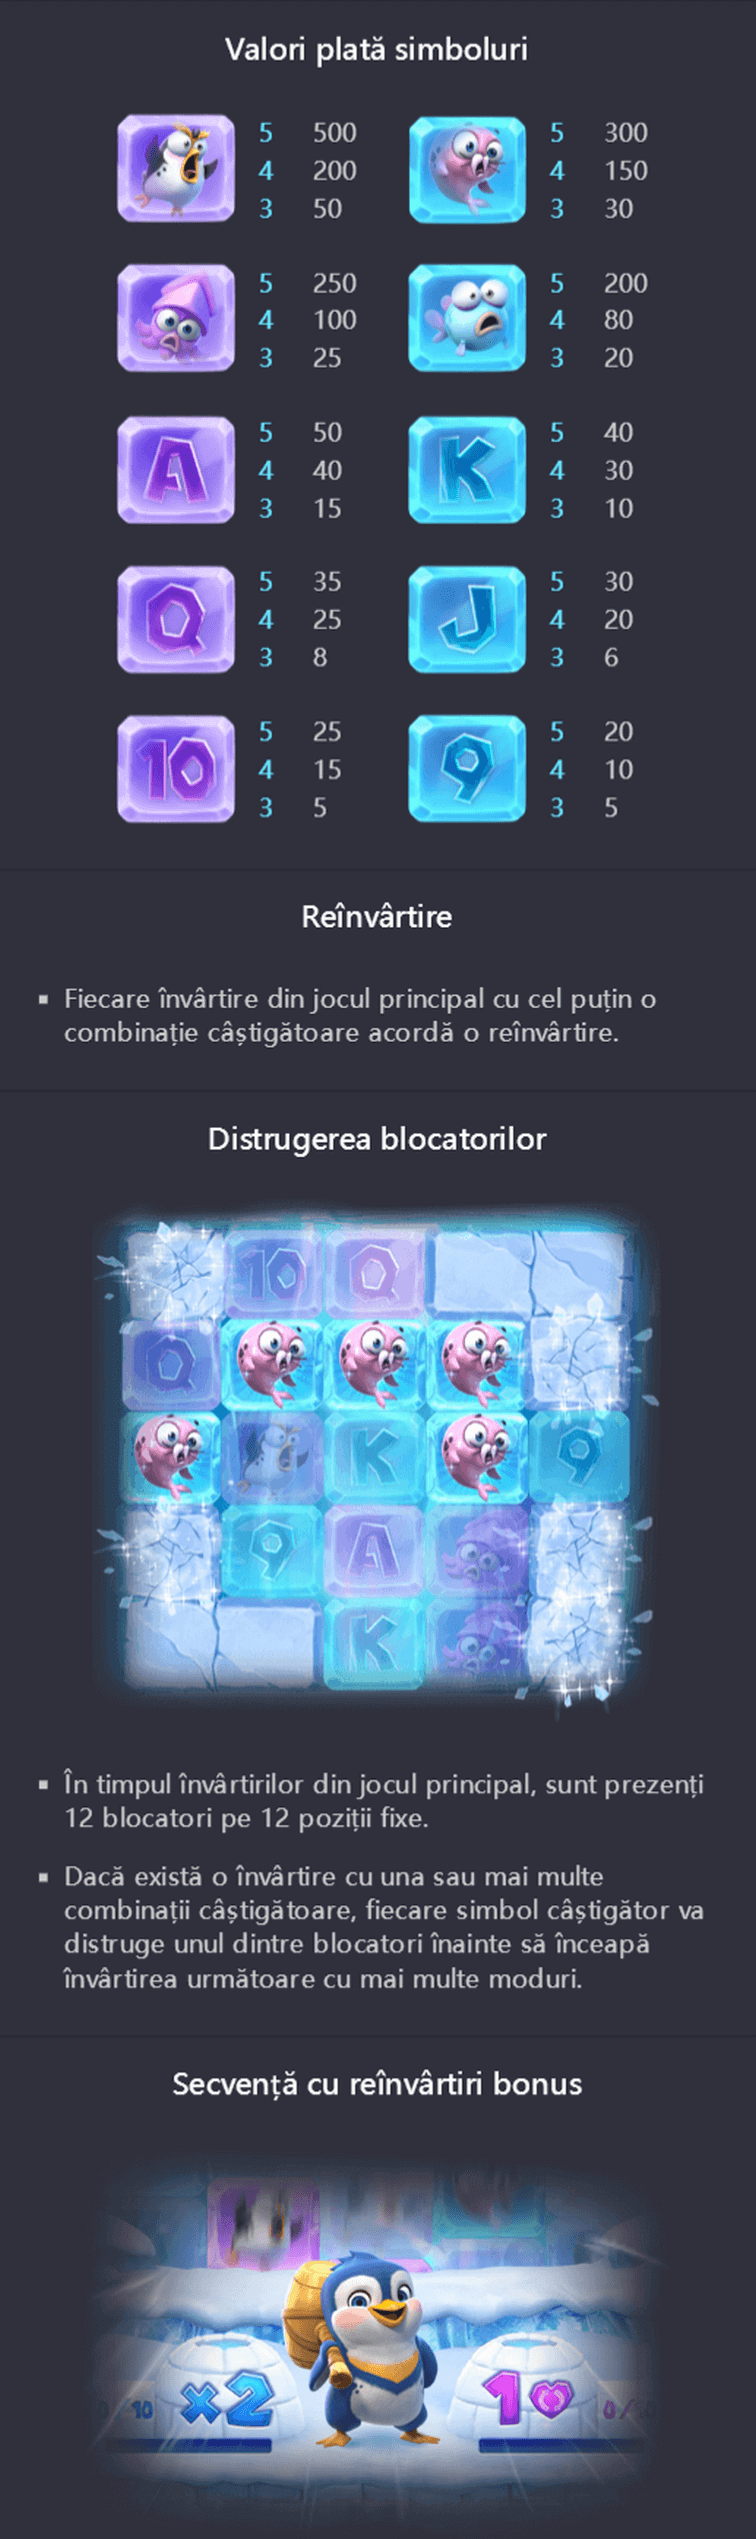 Valori plată simboluri
5 500 5 300
4 200 4 150
3 50 3 30
5 250 5 200
4 100 4 80
3 25 3 20
A 5 50 K 5 40
4 40 4 30
3 15 3 10
Q 5 35 J 5 30
4 25 4 20
3 8 3 6
10 5 25 9 5 20
4 15 4 10
3 5 3 5
Reînvârtire
Fiecare învârtire din jocul principal cu cel puțin o
combinație câștigătoare acordă o reînvârtire.
Distrugerea blocatorilor
10 Q
Q
K 9
9 A
K
În timpul învârtirilor din jocul principal, sunt prezenți
12 blocatori pe 12 poziții fixe.
Dacă există o învârtire cu una sau mai multe
combinații câștigătoare, fiecare simbol câștigător va
distruge unul dintre blocatori înainte să înceapă
învârtirea următoare cu mai multe moduri.
Secvență cu reînvârtiri bonus
10 ×2 1 0/